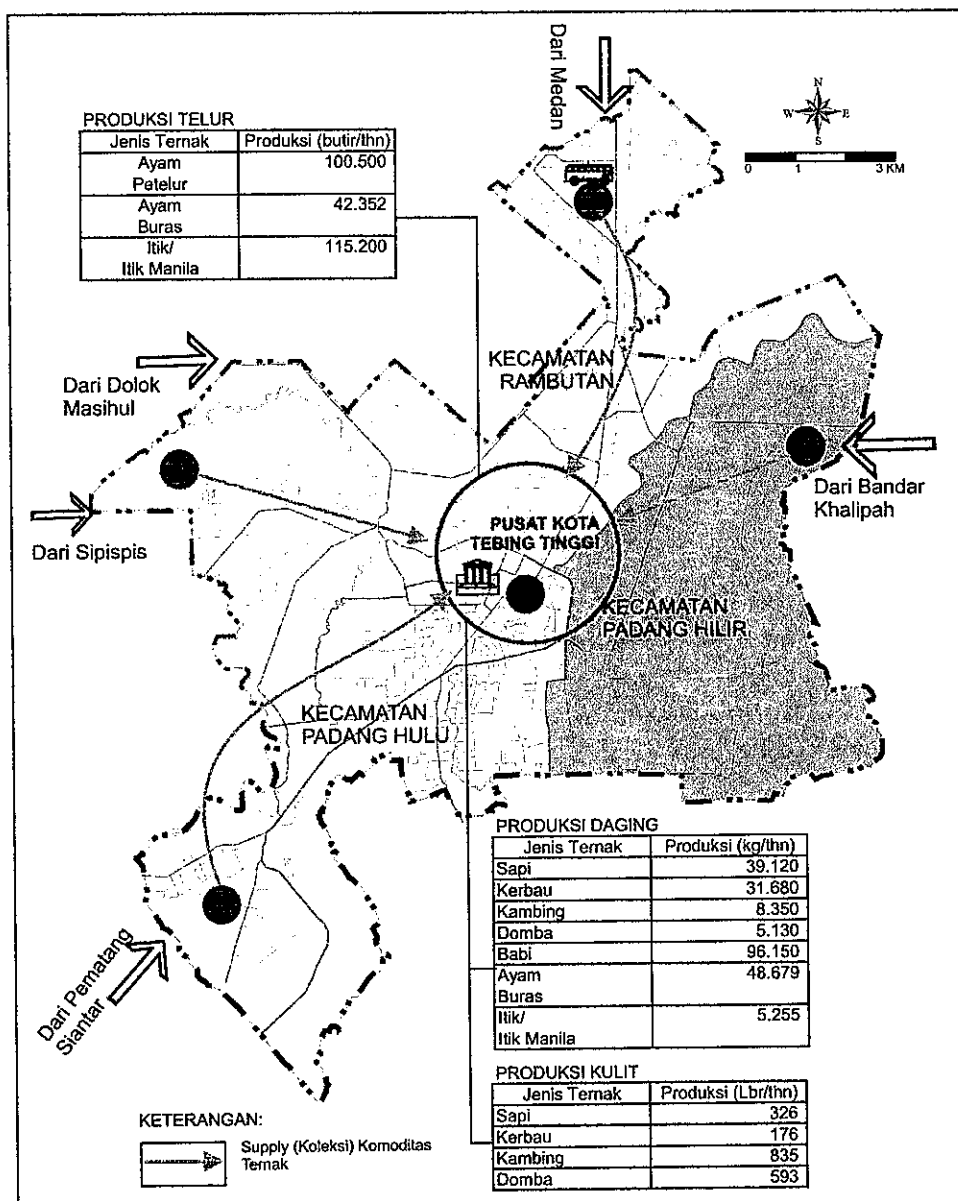 Dari Medan
N
W E
S
0 1 3 KM
PRODUKSI TELUR
Jenis Ternak Produksi (butir/thn)
Ayam 100.500
Patelur
Ayam 42.352
Buras
Itik/ 115.200
Itik Manila
KECAMATAN
RAMBUTAN
Dari Dolok
Masihul
Dari Bandar
Khalipah
Dari Sipispis
PUSAT KOTA
TEBING TINGGI
KECAMATAN
PADANG HILIR
KECAMATAN
PADANG HULU
Dari Pematang
Siantar
PRODUKSI DAGING
Jenis Ternak Produksi (kg/thn)
Sapi 39.120
Kerbau 31.680
Kambing 8.350
Domba 5.130
Babi 96.150
Ayam 48.679
Buras
Itik/ 5.255
Itik Manila
PRODUKSI KULIT
Jenis Ternak Produksi (Lbr/thn)
Sapi 326
Kerbau 176
Kambing 835
Domba 593
KETERANGAN:
Supply (Koleksi) Komoditas
Ternak